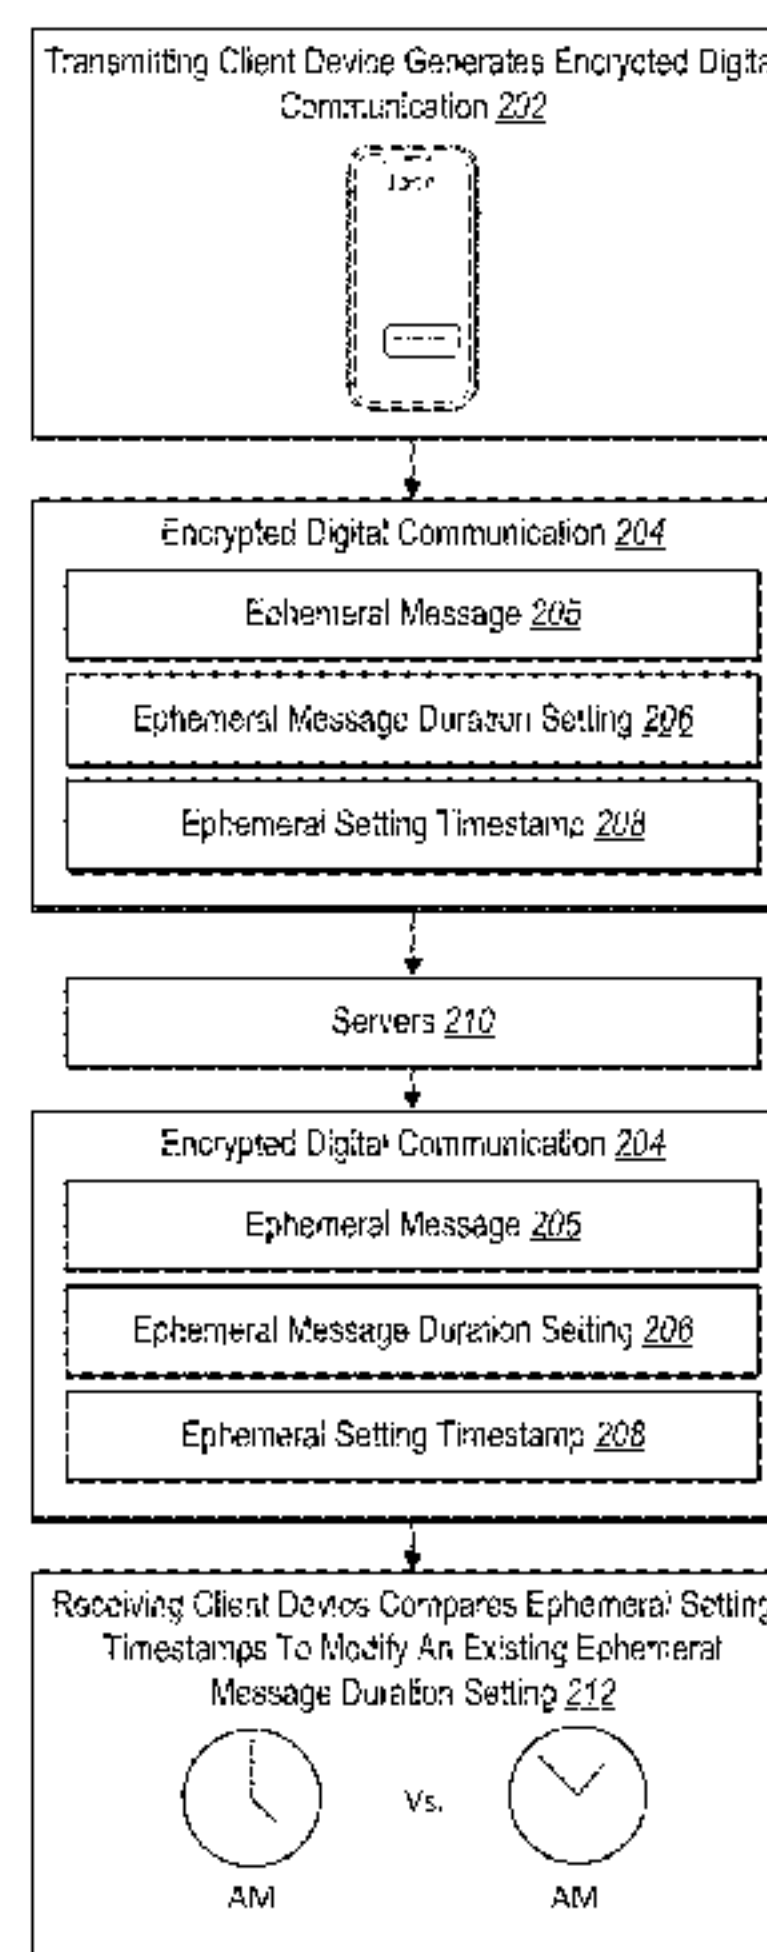 Transmitting Client Device Generates Encrypted Digita
Communication 202
Encrypted Digital Communication 204
Ephemeral Message 205
Ephemeral Message Duration Setting 206
Ephemeral Setting Timestamp 208
Servers 210
Encrypted Digital Communication 204
Ephemeral Message 205
Ephemeral Message Duration Setting 206
Ephemeral Setting Timestamp 208
Receiving Client Device Compares Ephemeral Setting
Timestamps To Modify An Existing Ephemeral
Message Duration Setting 212
Vs.
AM
AM